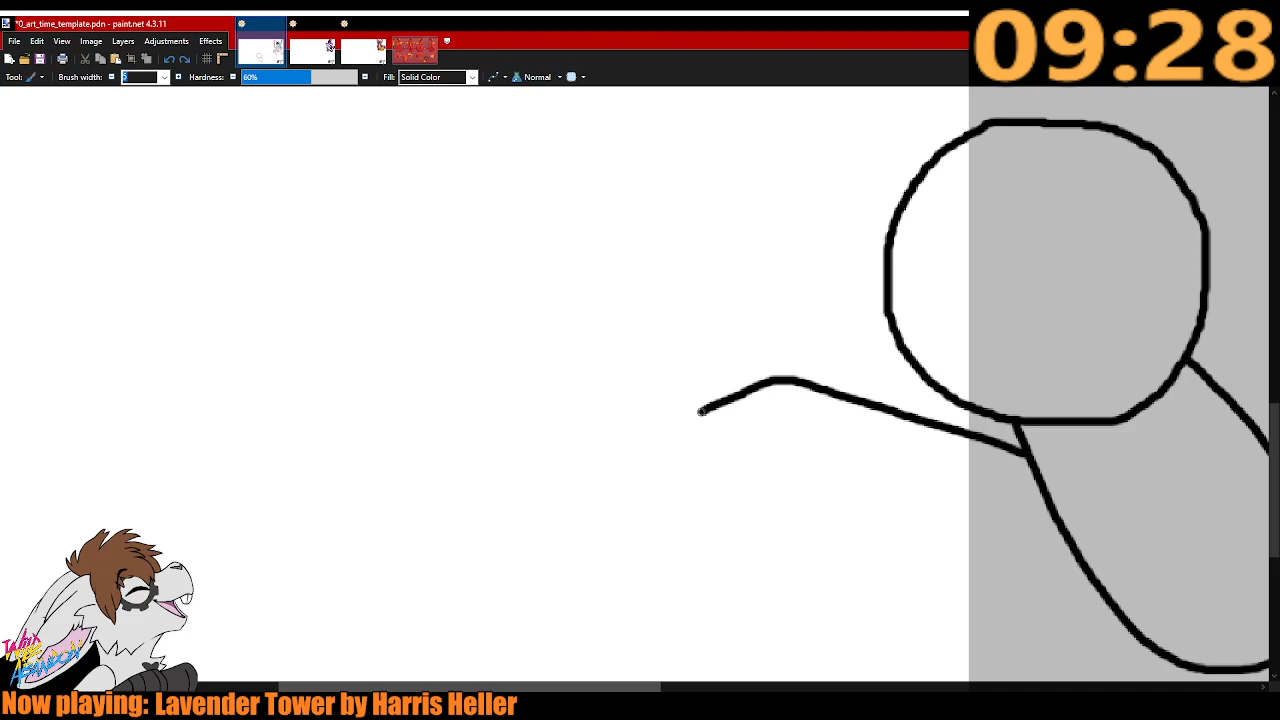 *0_art_time_template.pdn - paint.net 4.3.11
09:28
File Edit View Image Layers Adjustments Effects
Tool: Brush width: Hardness: 60% Fill: Solid Color Normal
Now playing: Lavender Tower by Harris Heller